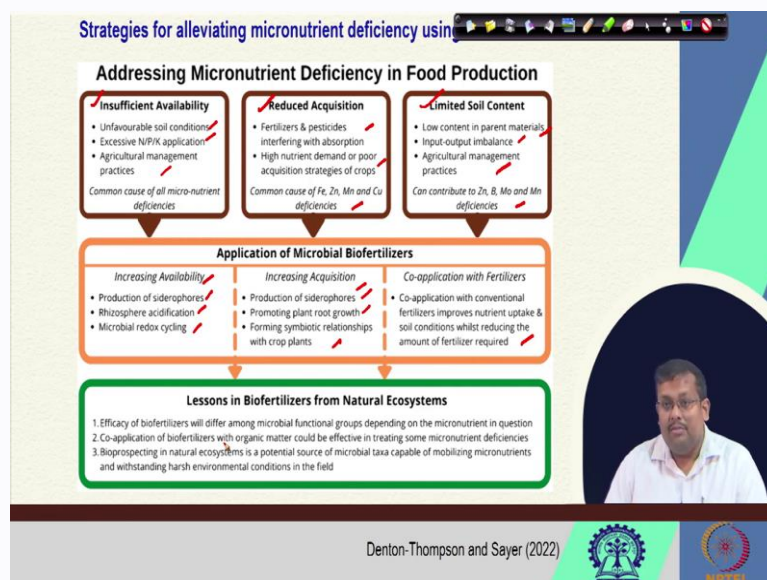 Strategies for alleviating micronutrient deficiency using
Addressing Micronutrient Deficiency in Food Production
Insufficient Availability
• Unfavourable soil conditions
• Excessive N/P/K application
• Agricultural management
practices
Common cause of all micro-nutrient
deficiencies
Reduced Acquisition
• Fertilizers & pesticides
interfering with absorption
• High nutrient demand or poor
acquisition strategies of crops
Common cause of Fe, Zn, Mn and Cu
deficiencies
Limited Soil Content
• Low content in parent materials
• Input-output imbalance
• Agricultural management
practices
Can contribute to Zn, B, Mo and Mn
deficiencies
Application of Microbial Biofertilizers
Increasing Availability
• Production of siderophores
• Rhizosphere acidification
• Microbial redox cycling
Increasing Acquisition
• Production of siderophores
• Promoting plant root growth
• Forming symbiotic relationships
with crop plants
Co-application with Fertilizers
• Co-application with conventional
fertilizers improves nutrient uptake &
soil conditions whilst reducing the
amount of fertilizer required
Lessons in Biofertilizers from Natural Ecosystems
1. Efficacy of biofertilizers will differ among microbial functional groups depending on the micronutrient in question
2. Co-application of biofertilizers with organic matter could be effective in treating some micronutrient deficiencies
3. Bioprospecting in natural ecosystems is a potential source of microbial taxa capable of mobilizing micronutrients
and withstanding harsh environmental conditions in the field
Denton-Thompson and Sayer (2022)
NPTEL